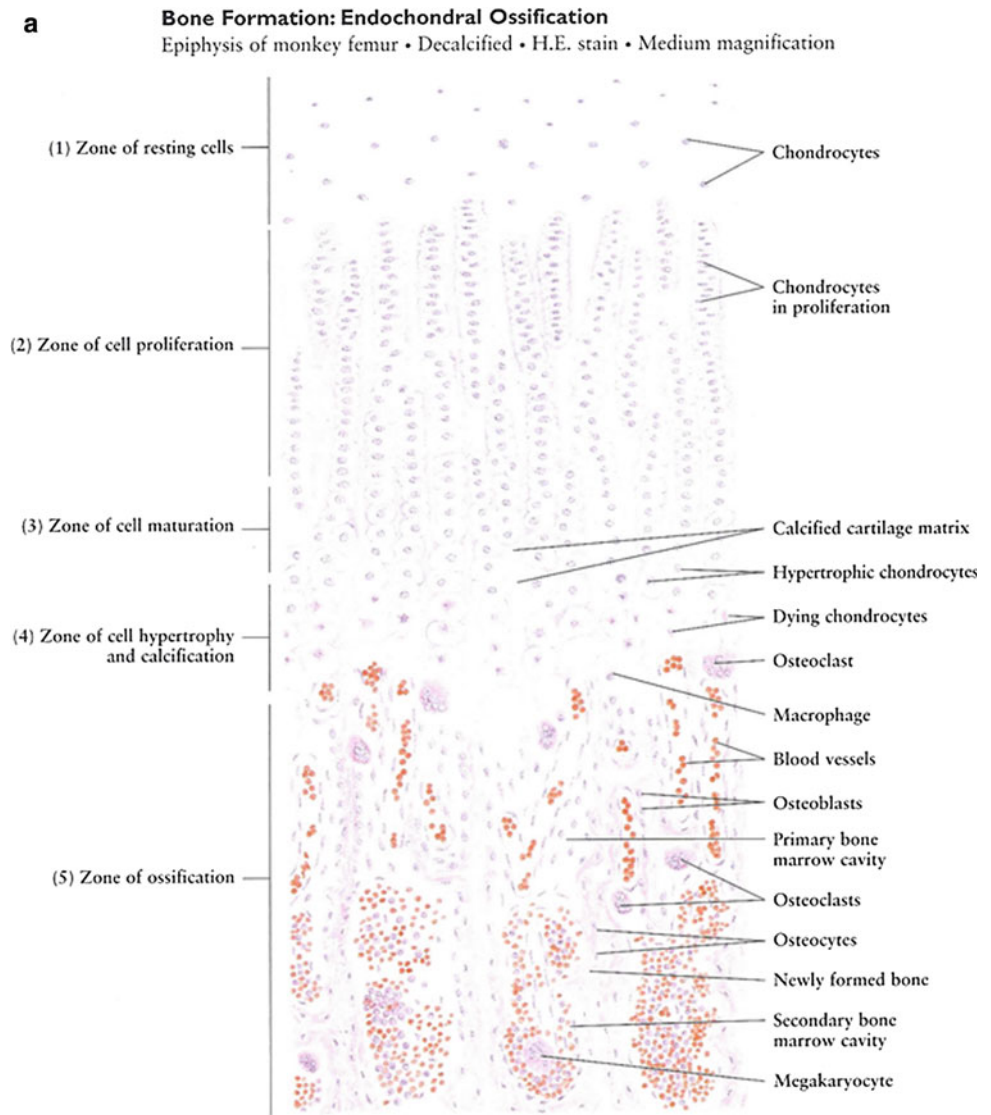 a
Bone Formation: Endochondral Ossification
Epiphysis of monkey femur • Decalcified • H.E. stain • Medium magnification
(1) Zone of resting cells
(2) Zone of cell proliferation
(3) Zone of cell maturation
(4) Zone of cell hypertrophy
and calcification
(5) Zone of ossification
Chondrocytes
Chondrocytes
in proliferation
Calcified cartilage matrix
Hypertrophic chondrocytes
Dying chondrocytes
Osteoclast
Macrophage
Blood vessels
Osteoblasts
Primary bone
marrow cavity
Osteoclasts
Osteocytes
Newly formed bone
Secondary bone
marrow cavity
Megakaryocyte